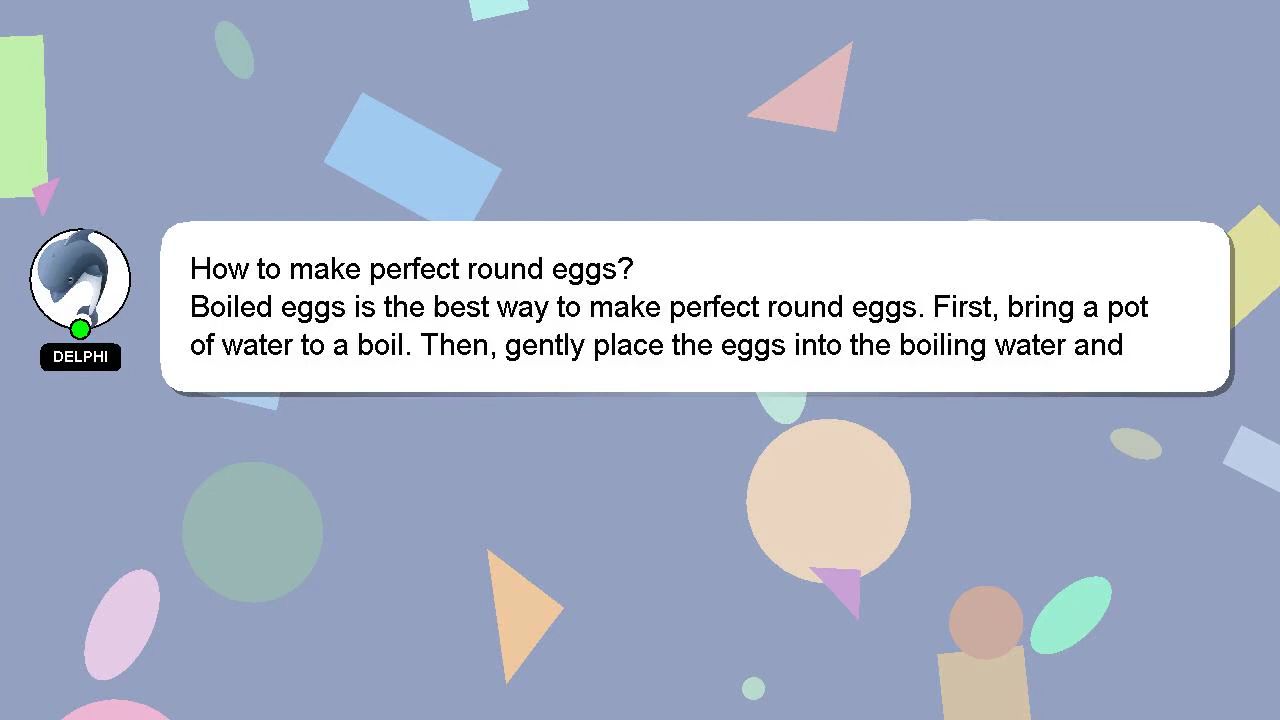 How to make perfect round eggs?
Boiled eggs is the best way to make perfect round eggs. First, bring a pot
of water to a boil. Then, gently place the eggs into the boiling water and
DELPHI